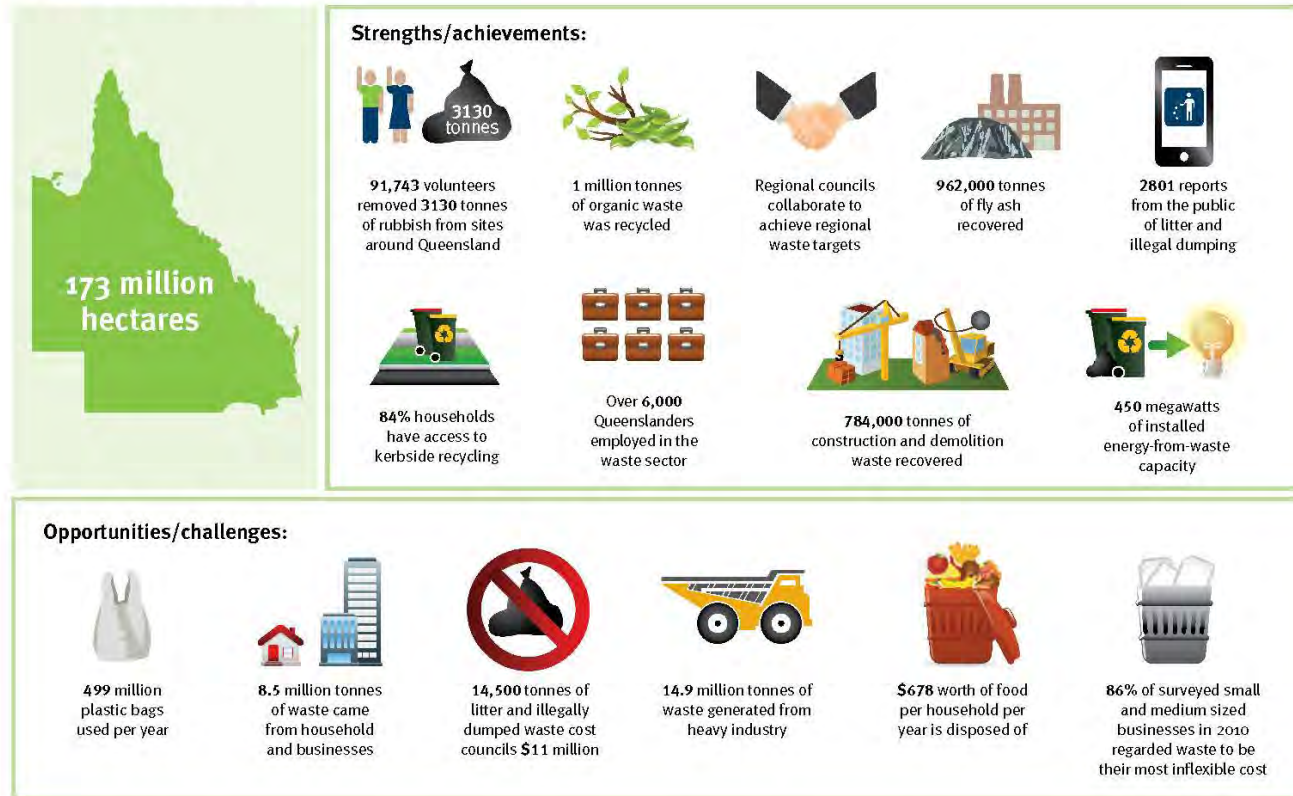 173 million
hectares
Strengths/achievements:
3130
tonnes
91,743 volunteers
removed 3130 tonnes
of rubbish from sites
around Queensland
1 million tonnes
of organic waste
was recycled
Regional councils
collaborate to
achieve regional
waste targets
962,000 tonnes
of fly ash
recovered
2801 reports
from the public
of litter and
illegal dumping
84% households
have access to
kerbside recycling
Over 6,000
Queenslanders
employed in the
waste sector
784,000 tonnes of
construction and demolition
waste recovered
450 megawatts
of installed
energy-from-waste
capacity
Opportunities/challenges:
499 million
plastic bags
used per year
8.5 million tonnes
of waste came
from household
and businesses
14,500 tonnes of
litter and illegally
dumped waste cost
councils $11 million
14.9 million tonnes of
waste generated from
heavy industry
$678 worth of food
per household per
year is disposed of
86% of surveyed small
and medium sized
businesses in 2010
regarded waste to be
their most inflexible cost